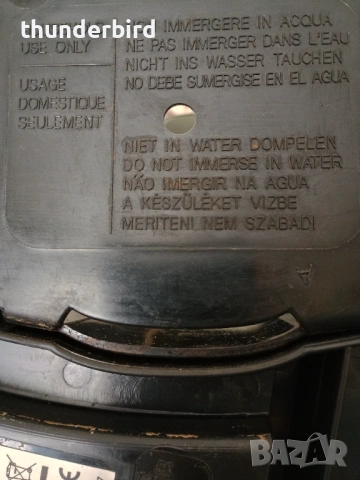 thunderbird
USE ONLY
USAGE
DOMESTIQUE
SEULEMENT
IMMERGERE IN ACQUA
NE PAS IMMERGER DANS L'EAU
NICHT INS WASSER TAUCHEN
NO DEBE SUMERGISE EN EL AGUA
NIET IN WATER DOMPELEN
DO NOT IMMERSE IN WATER
NÃO IMERGIR NA AGUA
A KÉSZÜLÉKET VIZBE
MERITENI NEM SZABAD!
A
CE
BAZAR